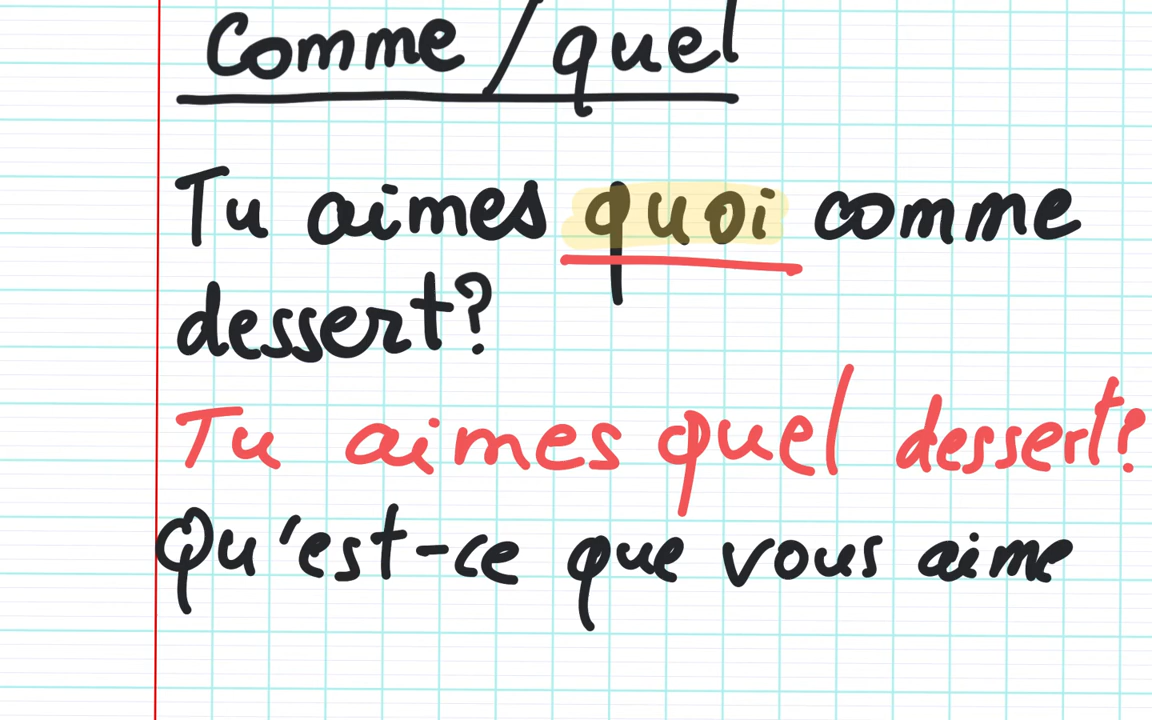 Comme / quel
Tu aimes quoi comme
dessert?
Tu aimes quel dessert?
Qu'est-ce que vous aime